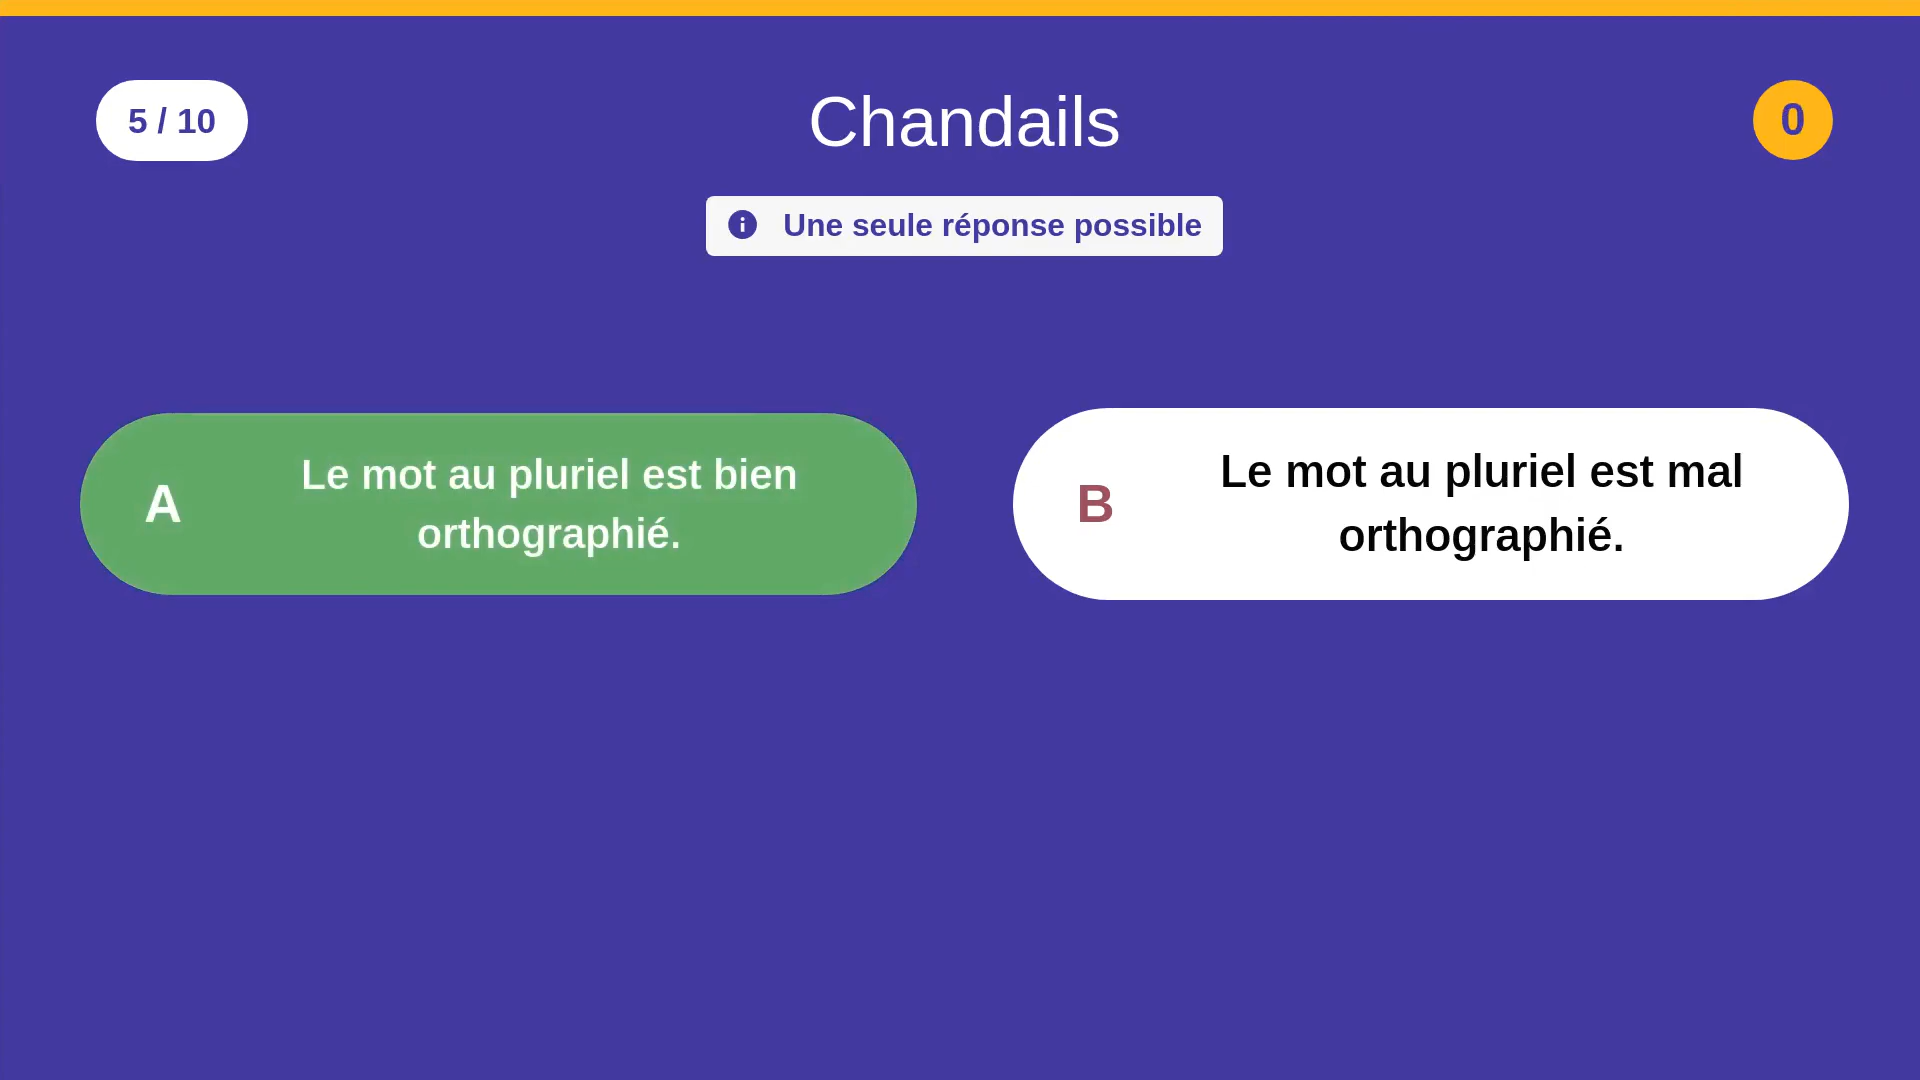 5 / 10
Chandails
0
Une seule réponse possible
A
Le mot au pluriel est bien
orthographié.
B
Le mot au pluriel est mal
orthographié.